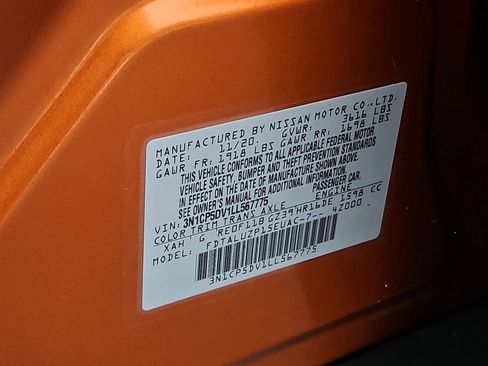 MANUFACTURED BY NISSAN MOTOR CO., LTD.
DATE: 11/20. GVWR: 3616 LBS
GAWR FR: 1918 LBS GAWR RR: 1698 LBS
THIS VEHICLE CONFORMS TO ALL APPLICABLE FEDERAL MOTOR
VEHICLE SAFETY, BUMPER AND THEFT PREVENTION STANDARDS
IN EFFECT ON THE DATE OF MANUFACTURE SHOWN ABOVE.
SEE OWNER'S MANUAL FOR ADDITIONAL INFORMATION.
VIN: 3N1CP5DV1LL567775 PASSENGER CAR.
COLOR TRIM TRANS AXLE ENGINE
XAH G RE0F11B GZ39 HR16DE 1598 CC
MODEL: FDTALUZP15EUAC-7-- 4Z000
3N1CP5DV1LL567775